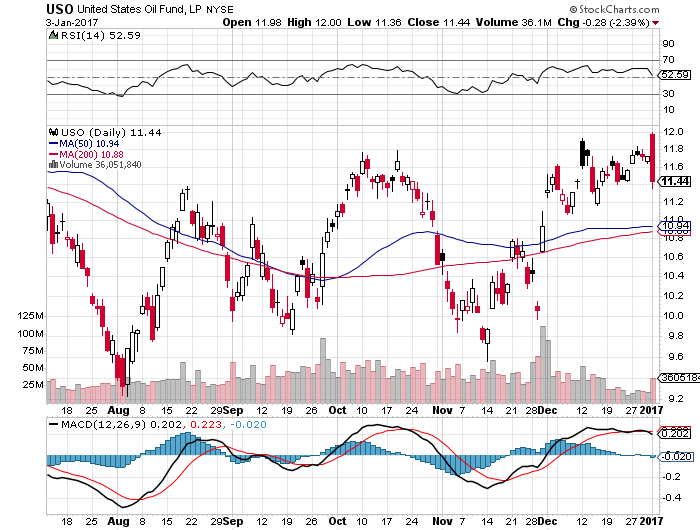 USO United States Oil Fund, LP NYSE © StockCharts.com
3-Jan-2017 Open 11.98 High 12.00 Low 11.36 Close 11.44 Volume 36.1M Chg -0.28 (-2.39%)
RSI(14) 52.59
90
70
52.59
30
10
USO (Daily) 11.44
MA(50) 10.94
MA(200) 10.88
Volume 36,051,840
12.0
11.8
11.6
11.44
11.2
11.0
10.94
10.8
10.6
10.4
10.2
10.0
9.8
9.6
9.2
125M
100M
75M
50M
25M
3605184
18 25 Aug 8 15 22 Sep 12 19 26 Oct 10 17 24 Nov 7 14 21 28 Dec 12 19 27 2017
MACD(12,26,9) 0.202, 0.223, -0.020
0.202
-0.020
-0.2
-0.4
18 25 Aug 8 15 22 Sep 12 19 26 Oct 10 17 24 Nov 7 14 21 28 Dec 12 19 27 2017